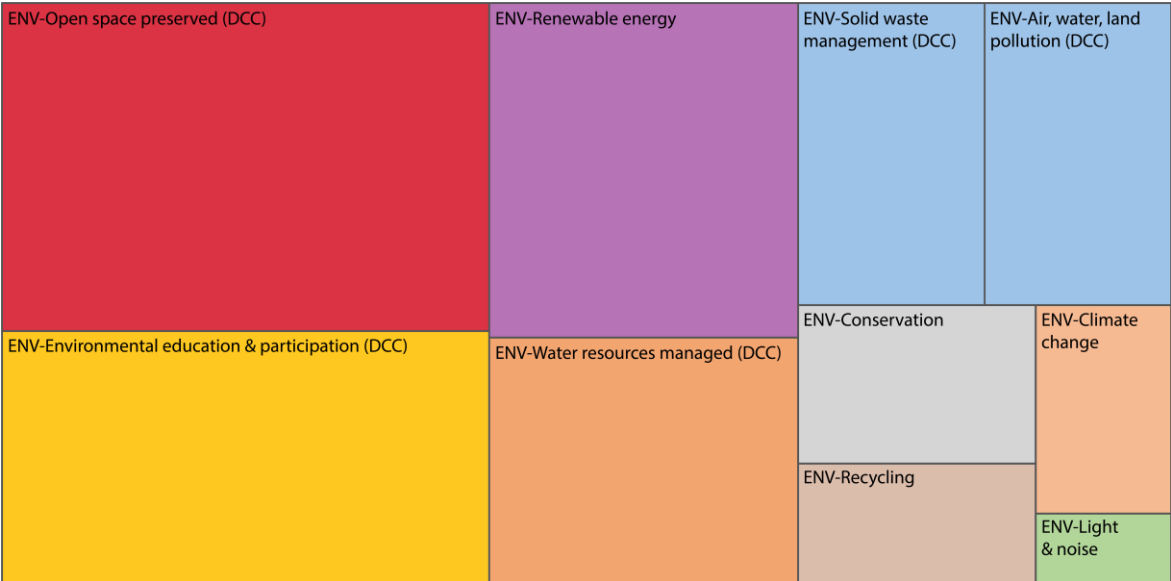 ENV-Open space preserved (DCC)
ENV-Renewable energy
ENV-Solid waste
management (DCC)
ENV-Air, water, land
pollution (DCC)
ENV-Environmental education & participation (DCC)
ENV-Water resources managed (DCC)
ENV-Conservation
ENV-Climate
change
ENV-Recycling
ENV-Light
& noise